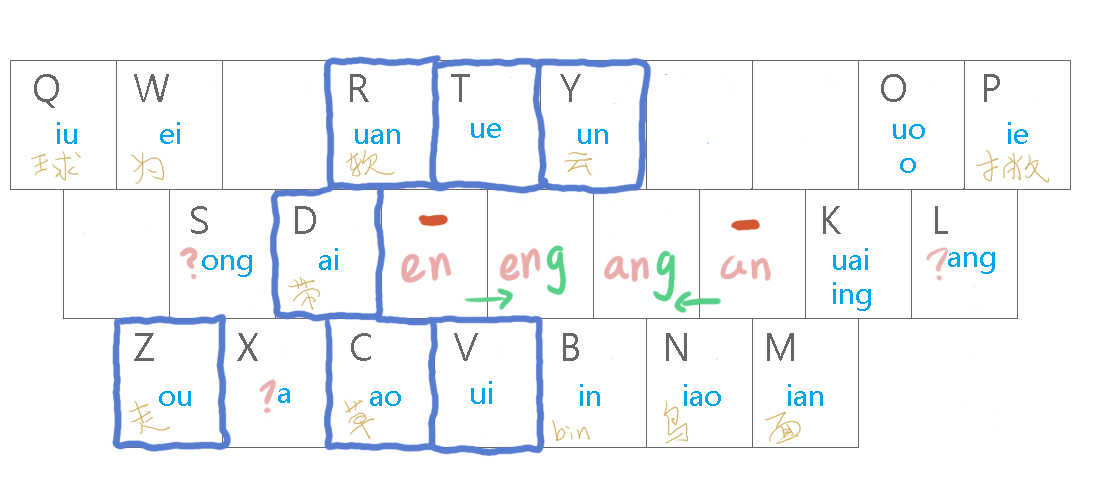 Q W R T Y O P
iu ei uan ue un uo ie
o
球 为 软 云 撇
S D - - K L
?ong ai en eng ang an uai ?ang
ing
带
Z X C V B N M
ou ?a ao ui in iao ian
走 草 bin 鸟 面